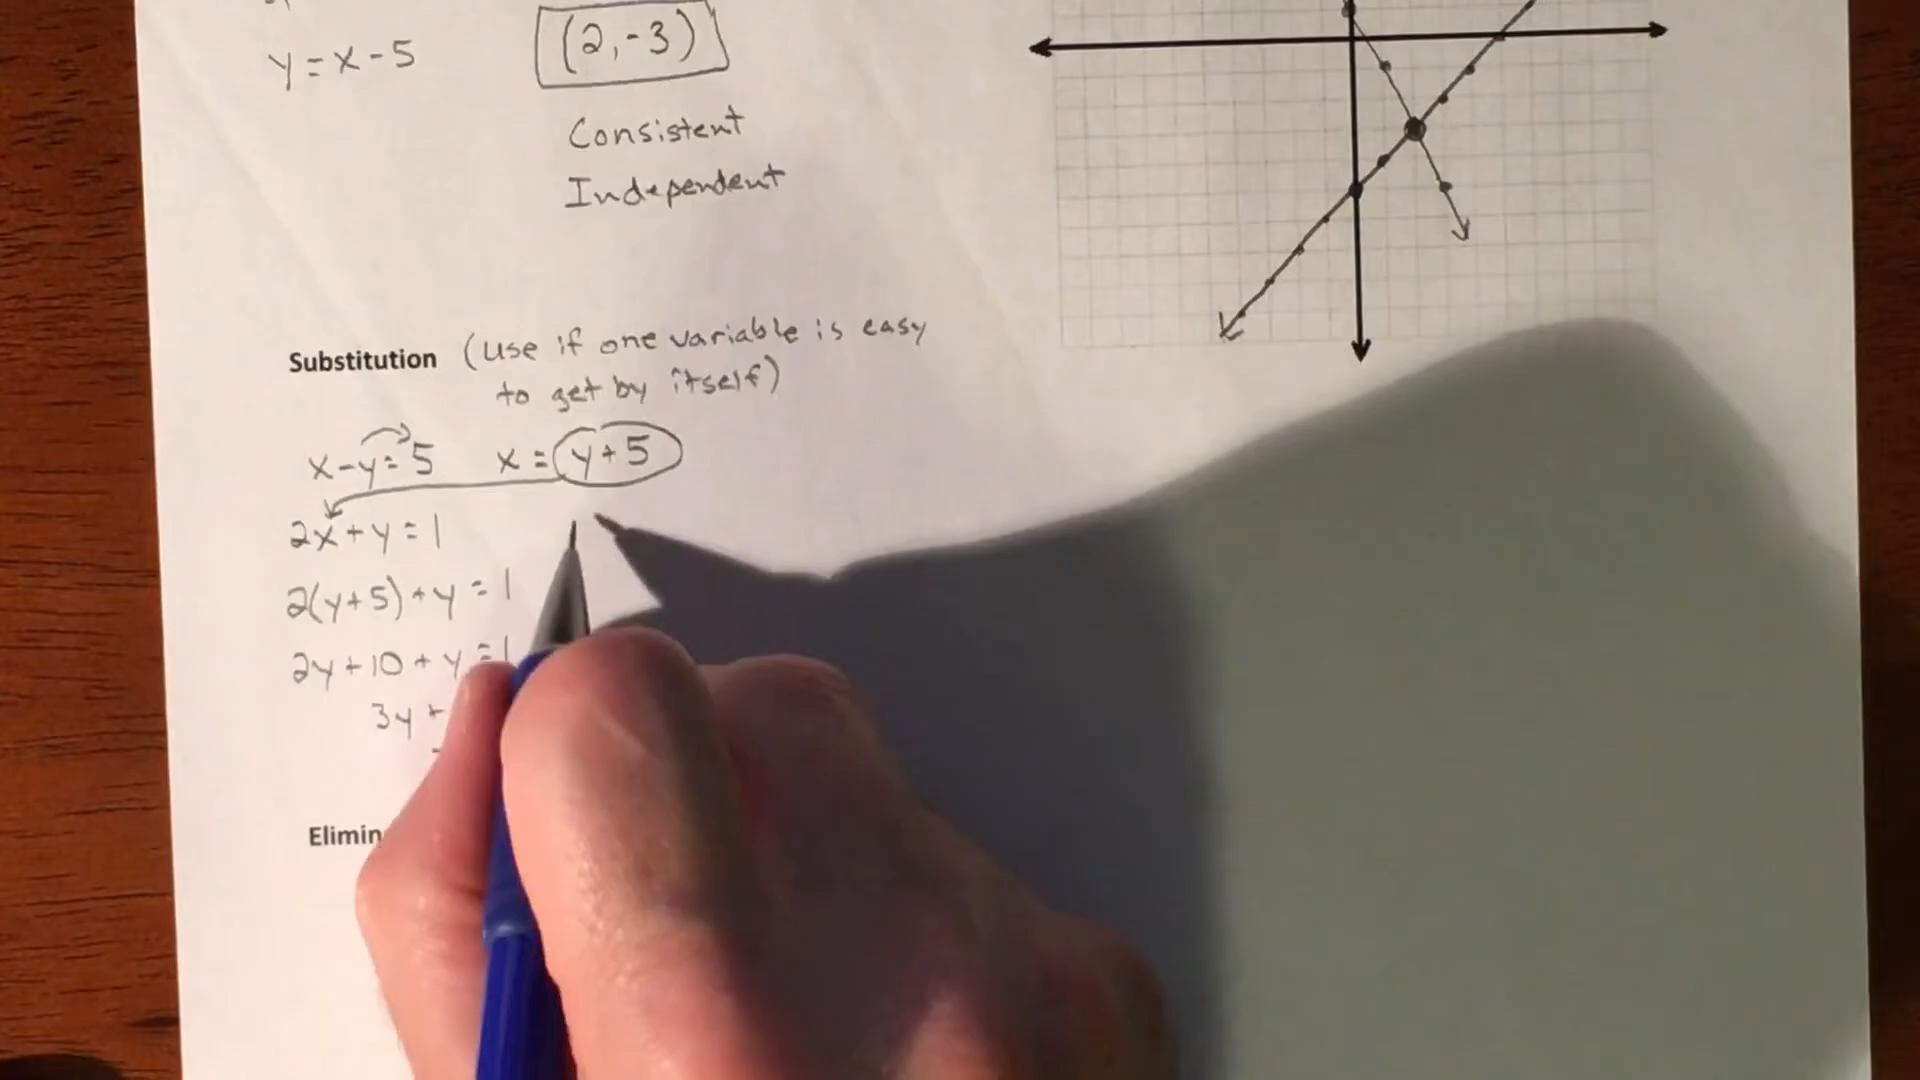 y = x - 5
(2, -3)
Consistent
Independent
Substitution (use if one variable is easy
to get by itself)
x - y = 5 x = y + 5
2x + y = 1
2(y + 5) + y = 1
2y + 10 + y = 1
3y +
-